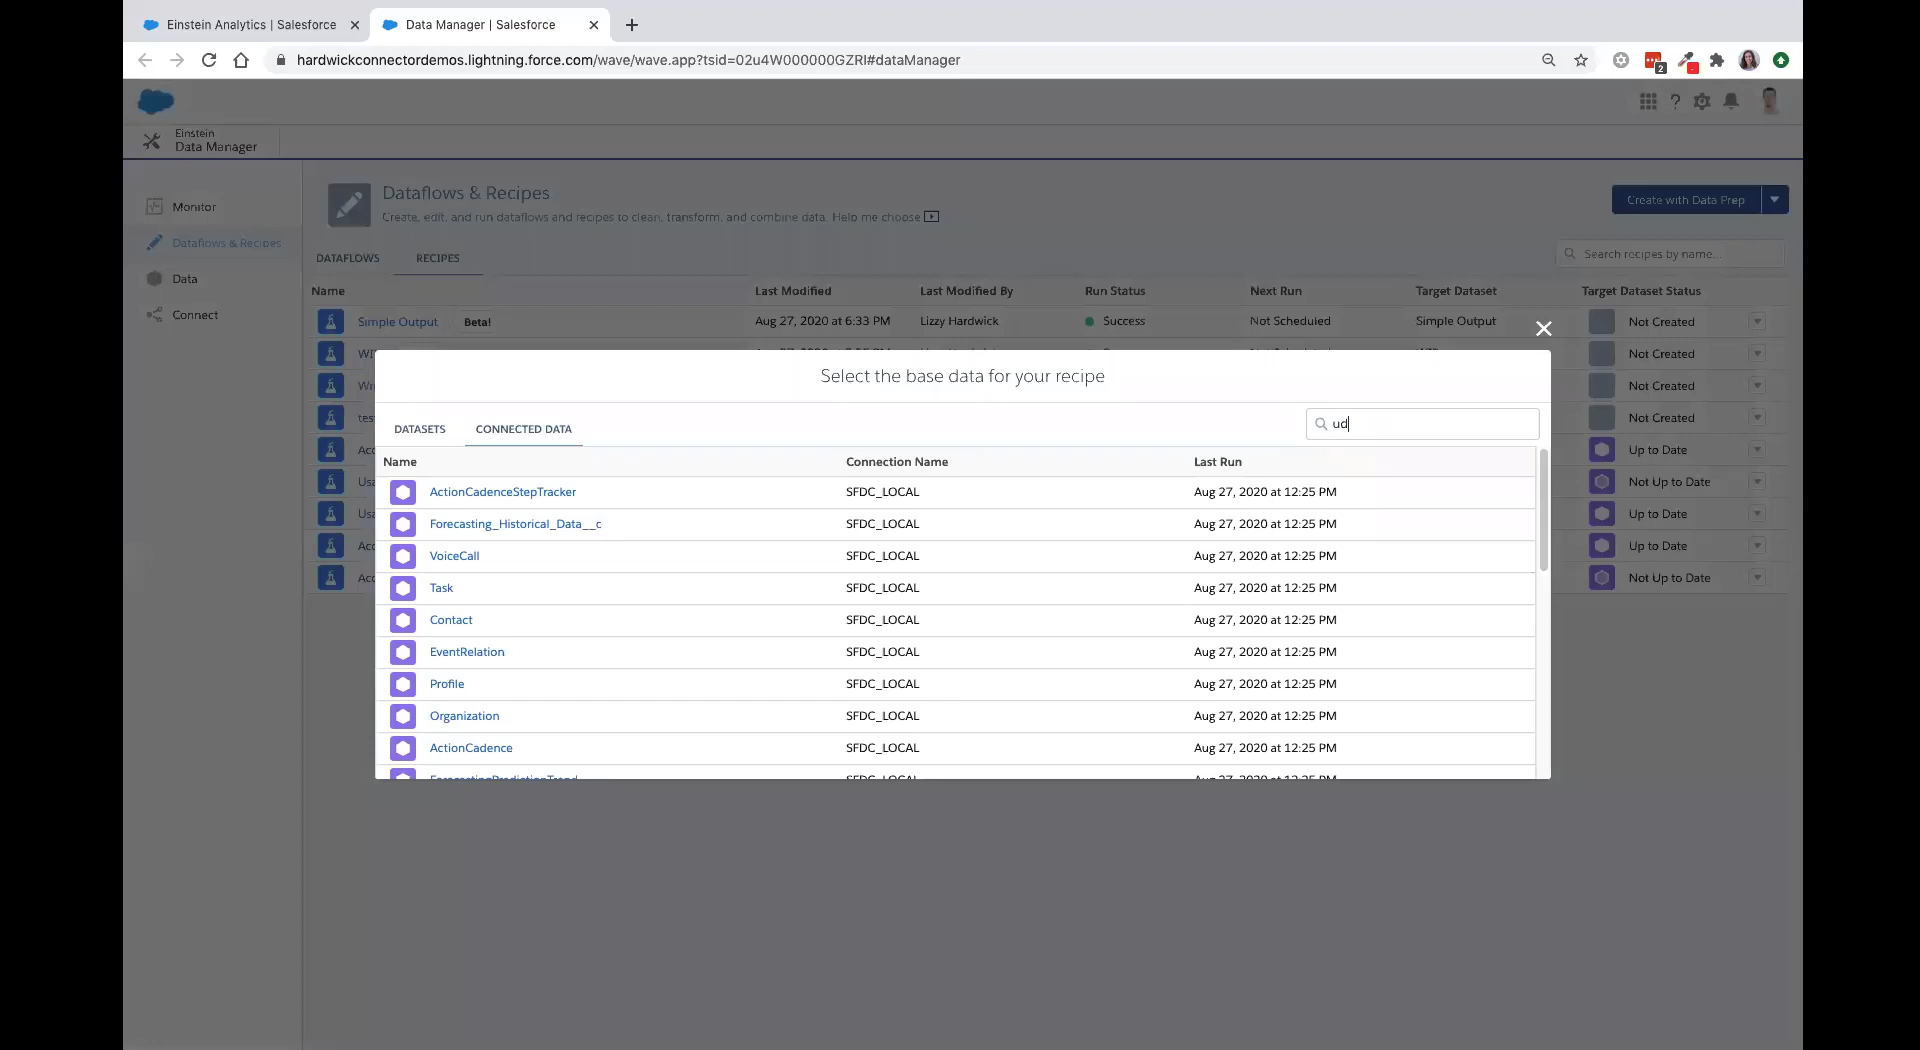 Einstein Analytics | Salesforce
Data Manager | Salesforce
hardwickconnectordemos.lightning.force.com/wave/wave.app?tsid=02u4W000000GZRI#dataManager
2
Einstein
Data Manager
Monitor
Dataflows & Recipes
Data
Connect
Dataflows & Recipes
Create, edit, and run dataflows and recipes to clean, transform, and combine data. Help me choose
Create with Data Prep
DATAFLOWS RECIPES
Search recipes by name...
Name Last Modified Last Modified By Run Status Next Run Target Dataset Target Dataset Status
Simple Output Beta! Aug 27, 2020 at 6:33 PM Lizzy Hardwick Success Not Scheduled Simple Output Not Created
Not Created
Not Created
Not Created
Up to Date
Not Up to Date
Up to Date
Up to Date
Not Up to Date
Select the base data for your recipe
DATASETS CONNECTED DATA
ud
Name Connection Name Last Run
ActionCadenceStepTracker SFDC_LOCAL Aug 27, 2020 at 12:25 PM
Forecasting_Historical_Data__c SFDC_LOCAL Aug 27, 2020 at 12:25 PM
VoiceCall SFDC_LOCAL Aug 27, 2020 at 12:25 PM
Task SFDC_LOCAL Aug 27, 2020 at 12:25 PM
Contact SFDC_LOCAL Aug 27, 2020 at 12:25 PM
EventRelation SFDC_LOCAL Aug 27, 2020 at 12:25 PM
Profile SFDC_LOCAL Aug 27, 2020 at 12:25 PM
Organization SFDC_LOCAL Aug 27, 2020 at 12:25 PM
ActionCadence SFDC_LOCAL Aug 27, 2020 at 12:25 PM
ForecastingPredictionTrend SFDC_LOCAL Aug 27, 2020 at 12:25 PM